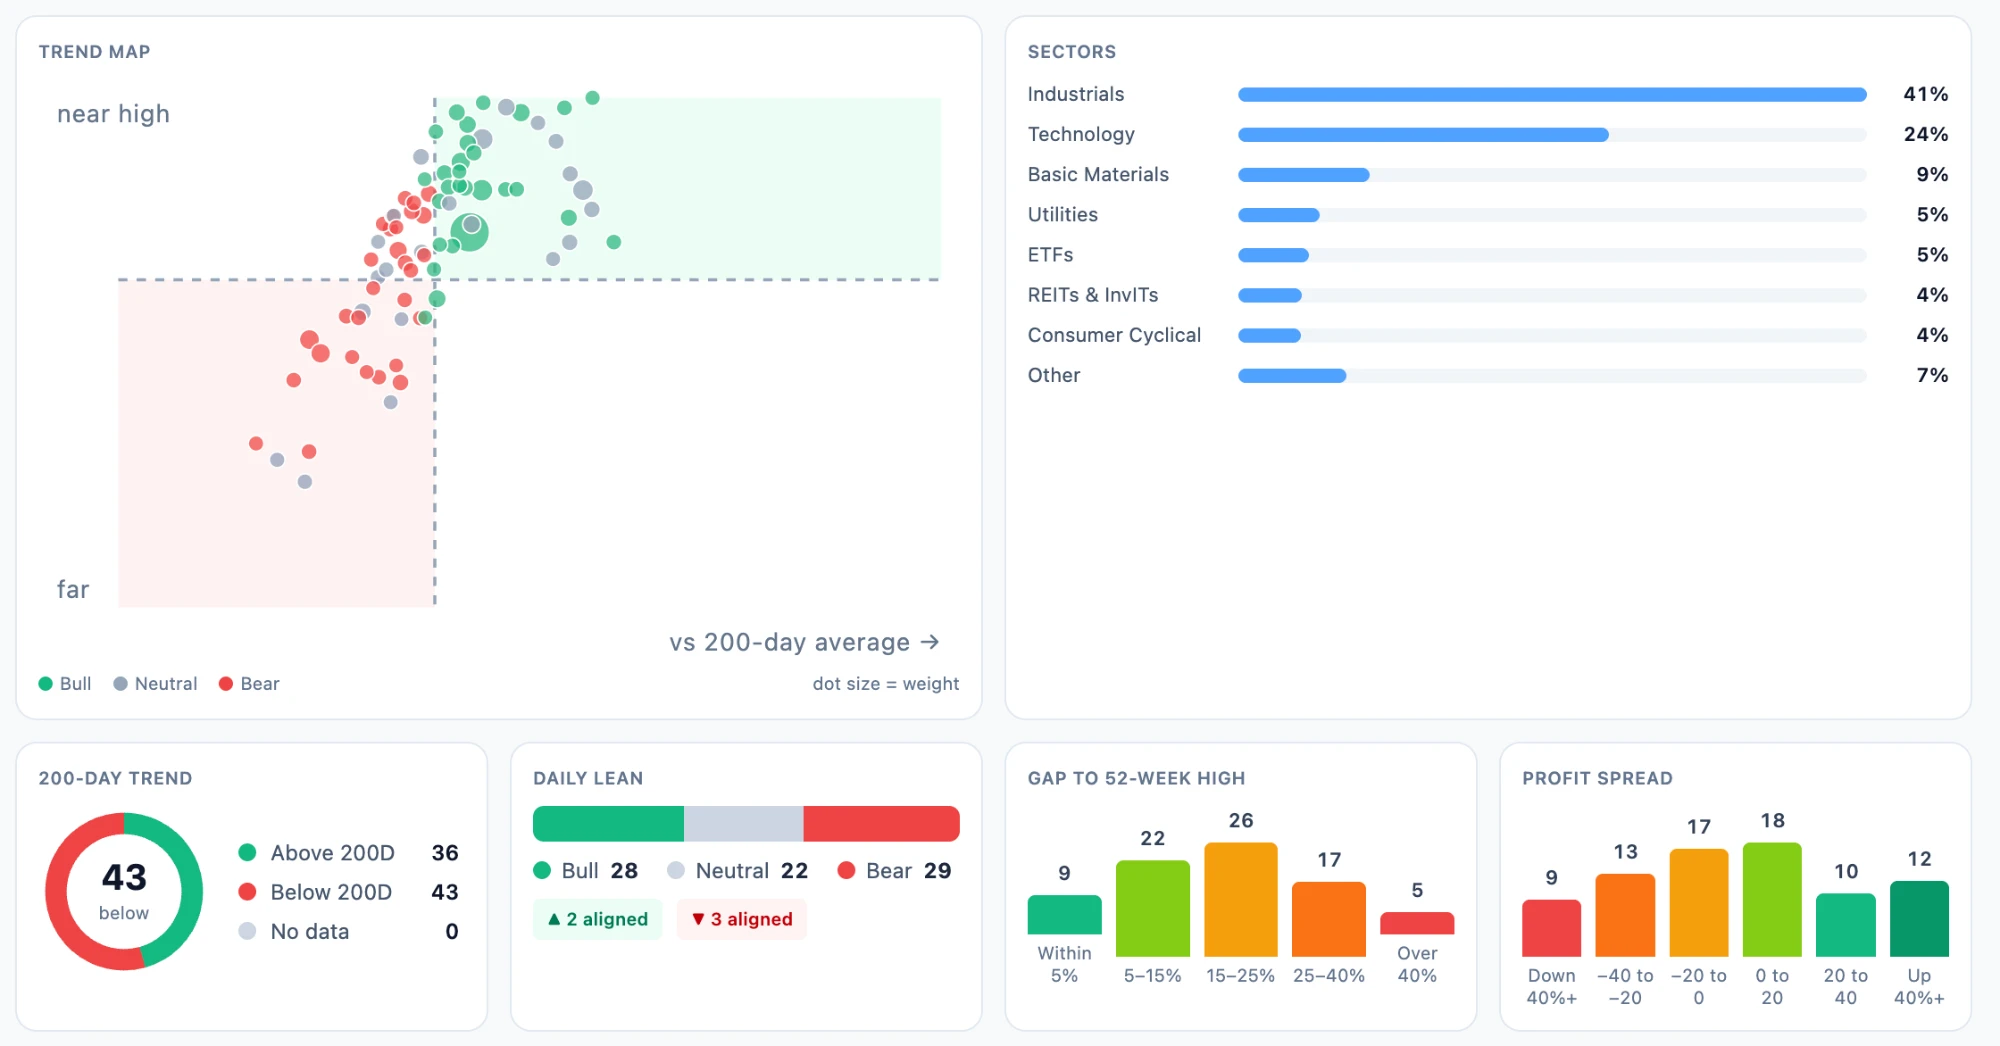 TREND MAP
near high
far
vs 200-day average →
Bull
Neutral
Bear
dot size = weight
SECTORS
Industrials 41%
Technology 24%
Basic Materials 9%
Utilities 5%
ETFs 5%
REITs & InvITs 4%
Consumer Cyclical 4%
Other 7%
200-DAY TREND
43
below
Above 200D 36
Below 200D 43
No data 0
DAILY LEAN
Bull 28 Neutral 22 Bear 29
▲ 2 aligned ▼ 3 aligned
GAP TO 52-WEEK HIGH
9
22
26
17
5
Within
5%
5–15%
15–25%
25–40%
Over
40%
PROFIT SPREAD
9
13
17
18
10
12
Down
40%+
−40 to
−20
−20 to
0
0 to
20
20 to
40
Up
40%+